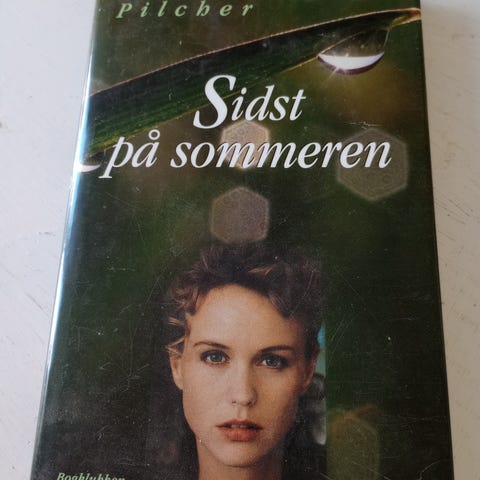 Pilcher
Sidst
på sommeren
Bogklubben